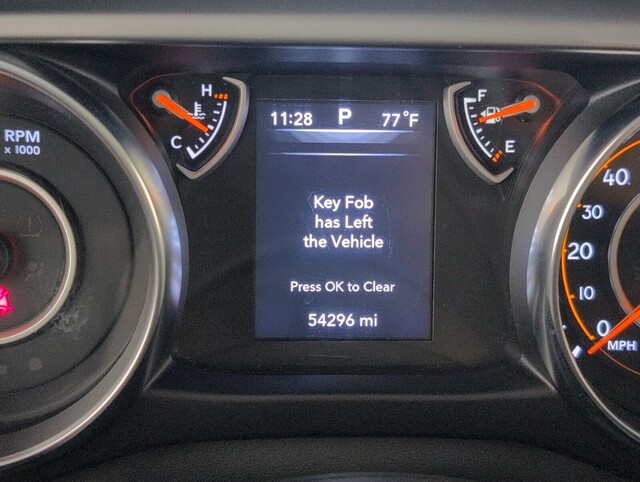 RPM
x 1000
H
C
11:28 P 77°F
Key Fob
has Left
the Vehicle
Press OK to Clear
54296 mi
F
E
40
30
20
10
0
MPH